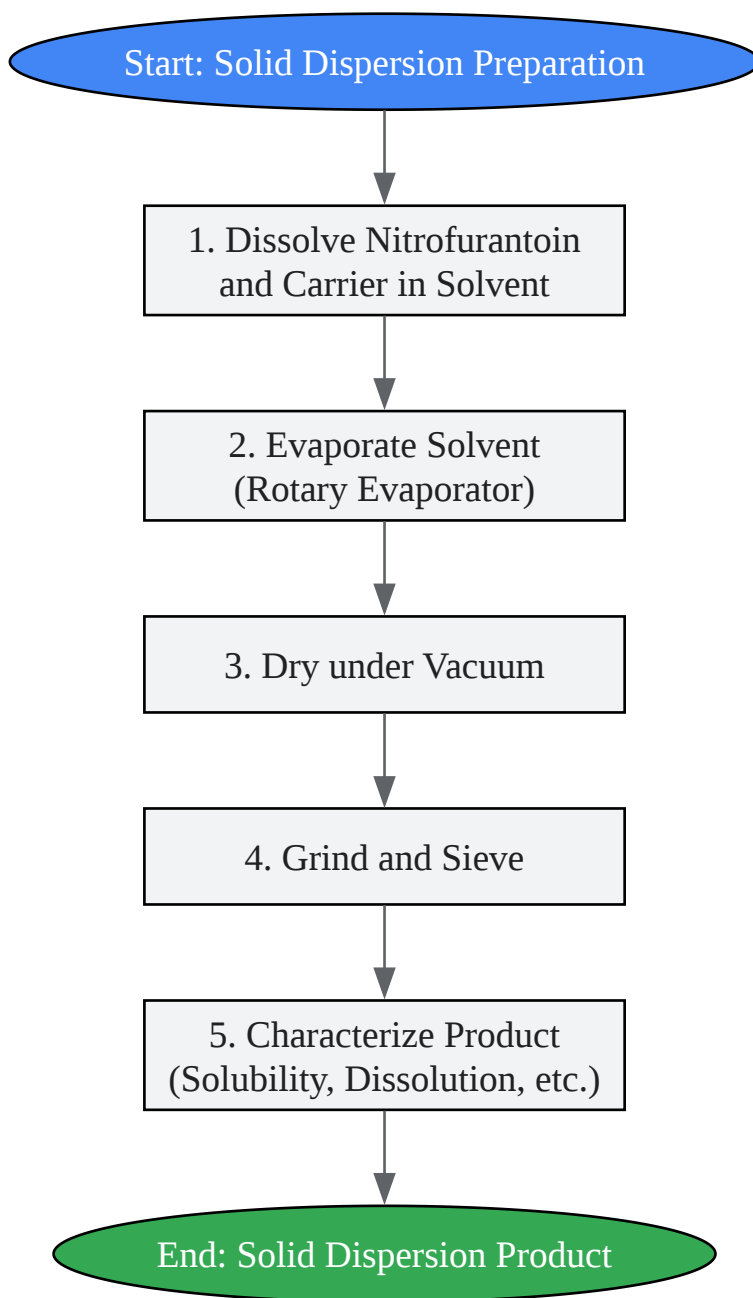 Start: Solid Dispersion Preparation
1. Dissolve Nitrofurantoin
and Carrier in Solvent
2. Evaporate Solvent
(Rotary Evaporator)
3. Dry under Vacuum
4. Grind and Sieve
5. Characterize Product
(Solubility, Dissolution, etc.)
End: Solid Dispersion Product